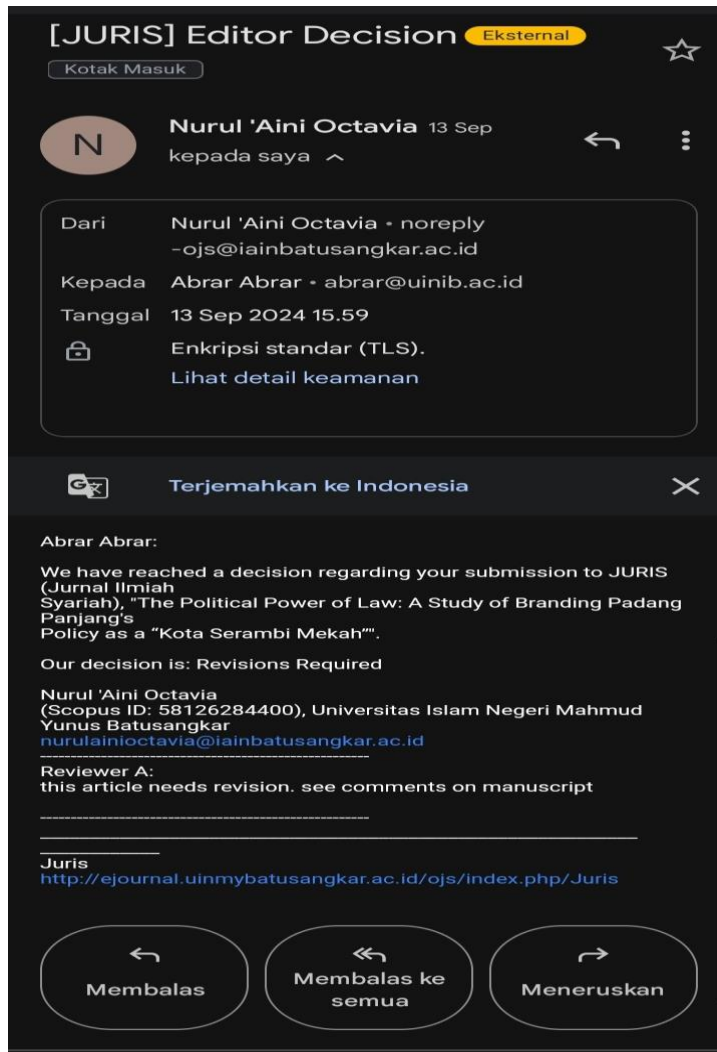 [JURIS] Editor Decision Eksternal
Kotak Masuk
N
Nurul 'Aini Octavia 13 Sep
kepada saya
Dari Nurul 'Aini Octavia • noreply
-ojs@iainbatusangkar.ac.id
Kepada Abrar Abrar • abrar@uinib.ac.id
Tanggal 13 Sep 2024 15.59
Enkripsi standar (TLS).
Lihat detail keamanan
Terjemahkan ke Indonesia
Abrar Abrar:
We have reached a decision regarding your submission to JURIS
(Jurnal Ilmiah
Syariah), "The Political Power of Law: A Study of Branding Padang
Panjang's
Policy as a “Kota Serambi Mekah”".
Our decision is: Revisions Required
Nurul 'Aini Octavia
(Scopus ID: 58126284400), Universitas Islam Negeri Mahmud
Yunus Batusangkar
nurulainioctavia@iainbatusangkar.ac.id
------------------------------------------------------
Reviewer A:
this article needs revision. see comments on manuscript
------------------------------------------------------
________________________________________________________________________
Juris
http://ejournal.uinmybatusangkar.ac.id/ojs/index.php/Juris
Membalas
Membalas ke
semua
Meneruskan